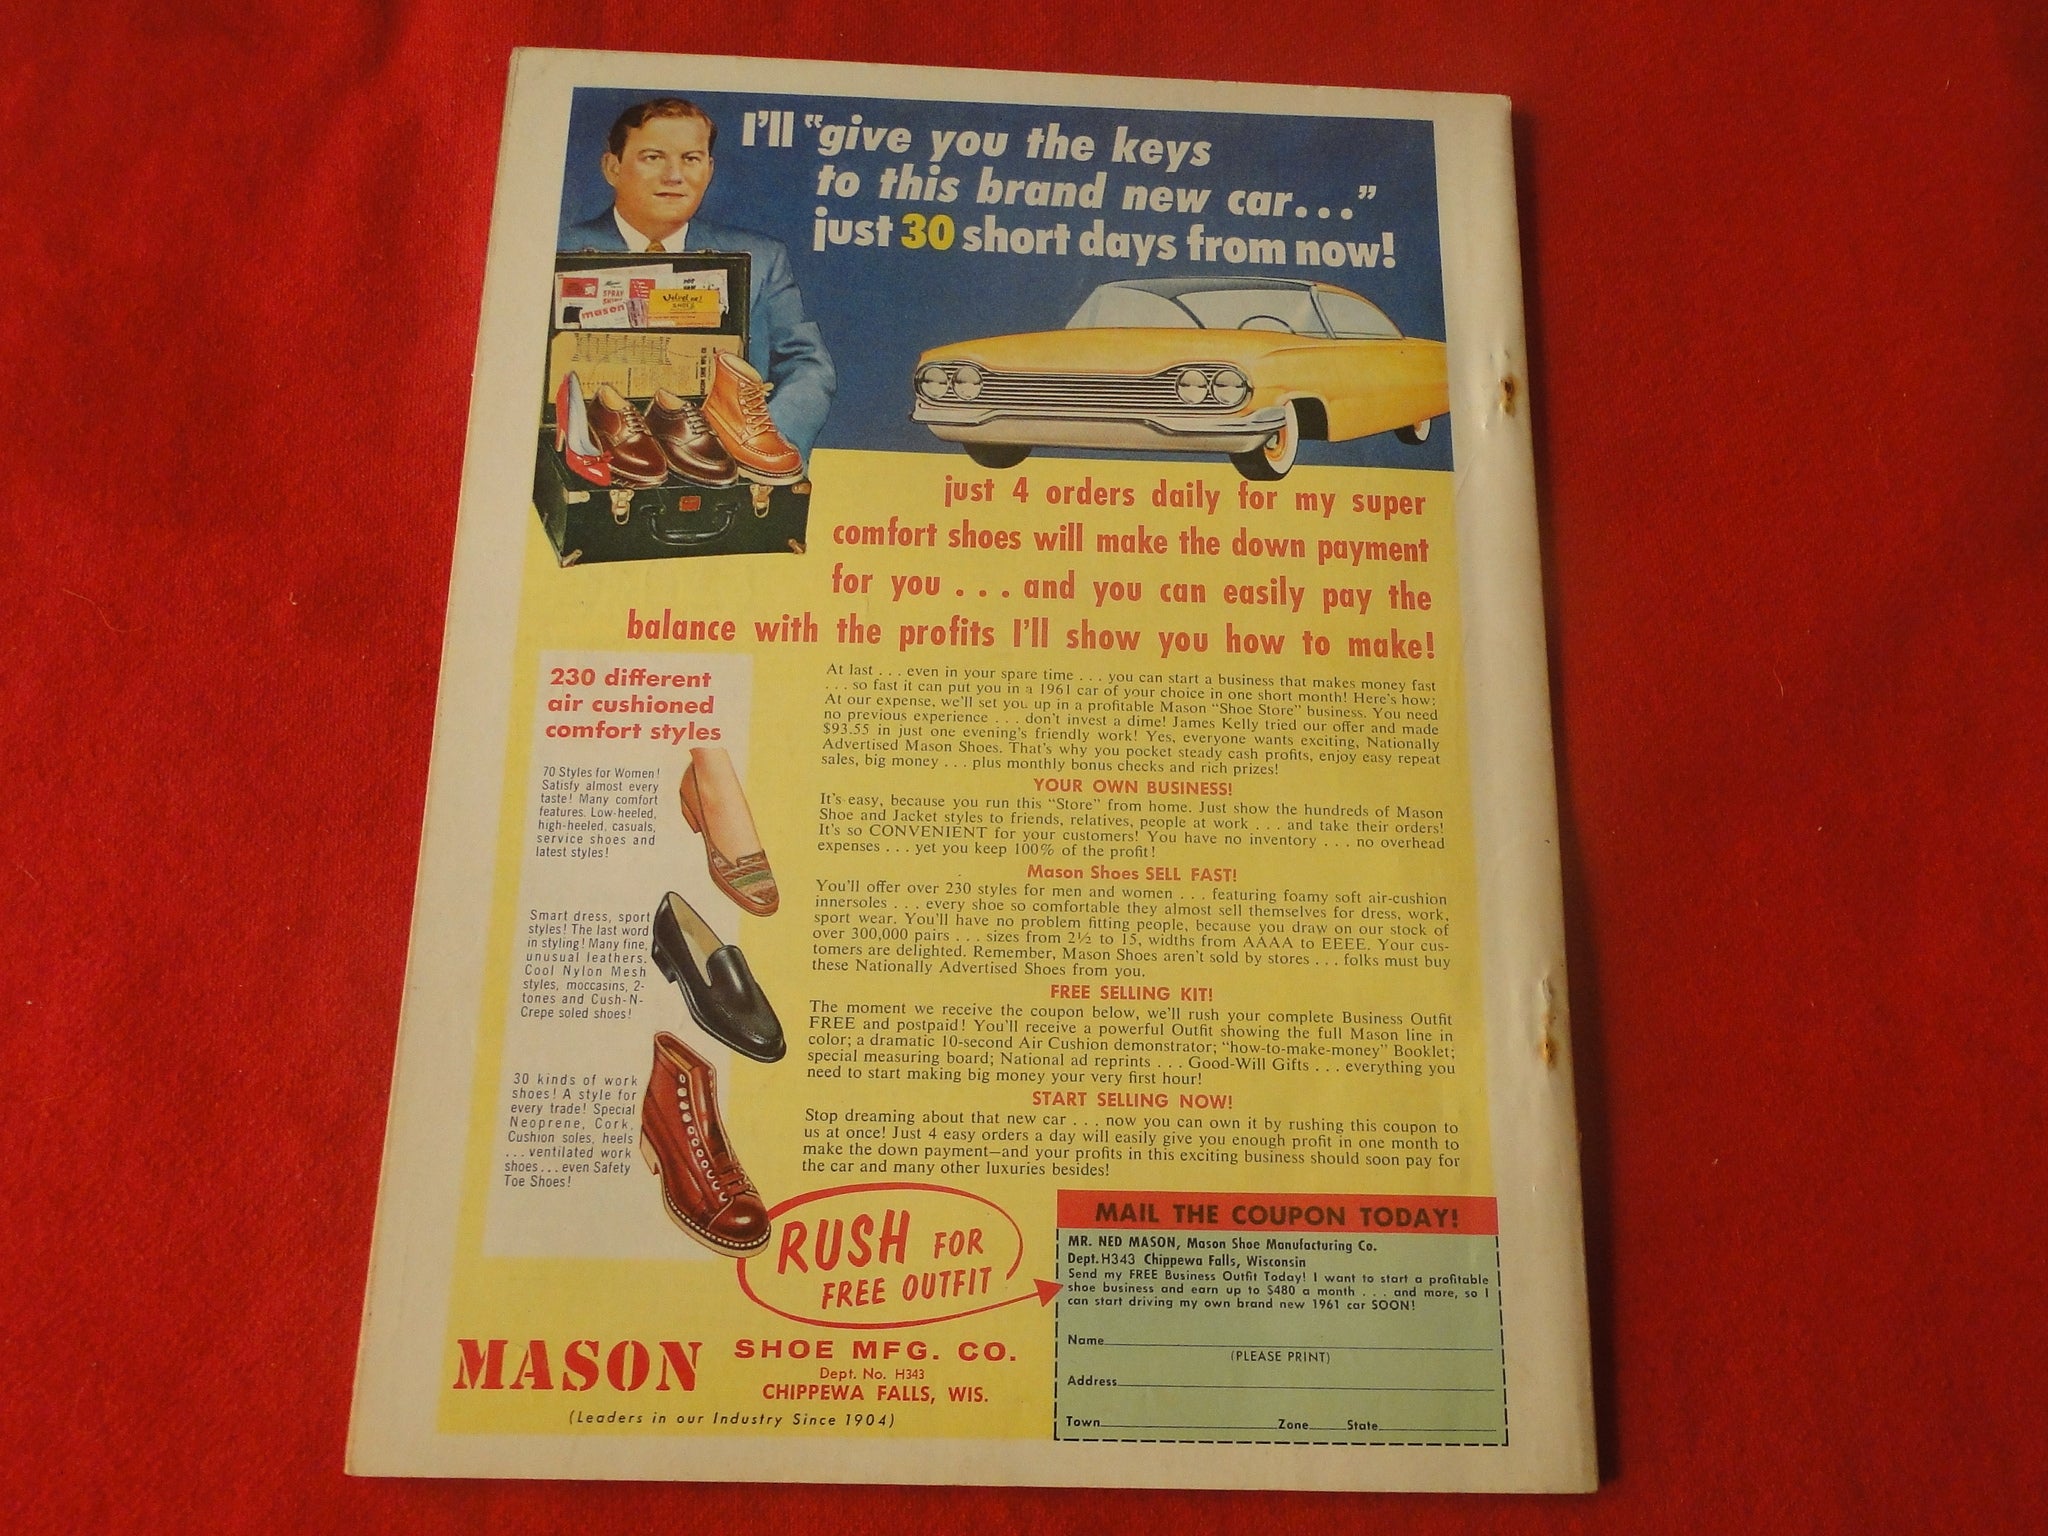 I'll "give you the keys
to this brand new car..."
just 30 short days from now!
SPRAY
mason
Velvet-eez
SHOES
just 4 orders daily for my super
comfort shoes will make the down payment
for you . . . and you can easily pay the
balance with the profits I'll show you how to make!
230 different
air cushioned
comfort styles
70 Styles for Women!
Satisfy almost every
taste! Many comfort
features. Low-heeled,
high-heeled, casuals,
service shoes and
latest styles!
Smart dress, sport
styles! The last word
in styling! Many fine,
unusual leathers.
Cool Nylon Mesh
styles, moccasins, 2-
tones and Cush-N-
Crepe soled shoes!
30 kinds of work
shoes! A style for
every trade! Special
Neoprene, Cork,
Cushion soles, heels
...ventilated work
shoes...even Safety
Toe Shoes!
At last . . . even in your spare time . . . you can start a business that makes money fast
. . . so fast it can put you in a 1961 car of your choice in one short month! Here's how:
At our expense, we'll set you up in a profitable Mason "Shoe Store" business. You need
no previous experience . . . don't invest a dime! James Kelly tried our offer and made
$93.55 in just one evening's friendly work! Yes, everyone wants exciting, Nationally
Advertised Mason Shoes. That's why you pocket steady cash profits, enjoy easy repeat
sales, big money . . . plus monthly bonus checks and rich prizes!
YOUR OWN BUSINESS!
It's easy, because you run this "Store" from home. Just show the hundreds of Mason
Shoe and Jacket styles to friends, relatives, people at work . . . and take their orders!
It's so CONVENIENT for your customers! You have no inventory . . . no overhead
expenses . . . yet you keep 100% of the profit!
Mason Shoes SELL FAST!
You'll offer over 230 styles for men and women . . . featuring foamy soft air-cushion
innersoles . . . every shoe so comfortable they almost sell themselves for dress, work,
sport wear. You'll have no problem fitting people, because you draw on our stock of
over 300,000 pairs . . . sizes from 2½ to 15, widths from AAAA to EEEE. Your cus-
tomers are delighted. Remember, Mason Shoes aren't sold by stores . . . folks must buy
these Nationally Advertised Shoes from you.
FREE SELLING KIT!
The moment we receive the coupon below, we'll rush your complete Business Outfit
FREE and postpaid! You'll receive a powerful Outfit showing the full Mason line in
color; a dramatic 10-second Air Cushion demonstrator; "how-to-make-money" Booklet;
special measuring board; National ad reprints . . . Good-Will Gifts . . . everything you
need to start making big money your very first hour!
START SELLING NOW!
Stop dreaming about that new car . . . now you can own it by rushing this coupon to
us at once! Just 4 easy orders a day will easily give you enough profit in one month to
make the down payment—and your profits in this exciting business should soon pay for
the car and many other luxuries besides!
RUSH FOR
FREE OUTFIT
MASON SHOE MFG. CO.
Dept. No. H343
CHIPPEWA FALLS, WIS.
(Leaders in our Industry Since 1904)
MAIL THE COUPON TODAY!
MR. NED MASON, Mason Shoe Manufacturing Co.
Dept. H343 Chippewa Falls, Wisconsin
Send my FREE Business Outfit Today! I want to start a profitable
shoe business and earn up to $480 a month . . . and more, so I
can start driving my own brand new 1961 car SOON!
Name
(PLEASE PRINT)
Address
Town Zone State